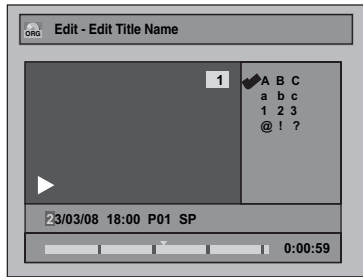 ORG Edit - Edit Title Name
1
A B C
a b c
1 2 3
@ ! ?
23/03/08 18:00 P01 SP
0:00:59